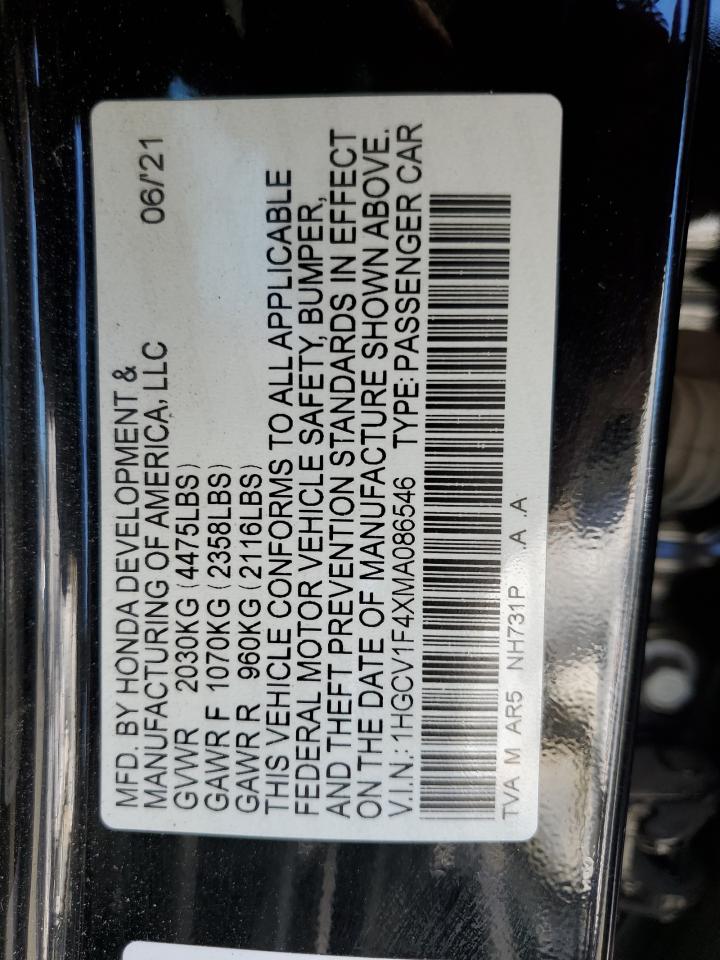 MFD. BY HONDA DEVELOPMENT & 
MANUFACTURING OF AMERICA, LLC 06/'21
GVWR 2030KG (4475LBS)
GAWR F 1070KG (2358LBS)
GAWR R 960KG (2116LBS)
THIS VEHICLE CONFORMS TO ALL APPLICABLE
FEDERAL MOTOR VEHICLE SAFETY, BUMPER,
AND THEFT PREVENTION STANDARDS IN EFFECT
ON THE DATE OF MANUFACTURE SHOWN ABOVE.
V.I.N.: 1HGCV1F4XMA086546 TYPE: PASSENGER CAR
TVA M AR5 NH731P .A .A